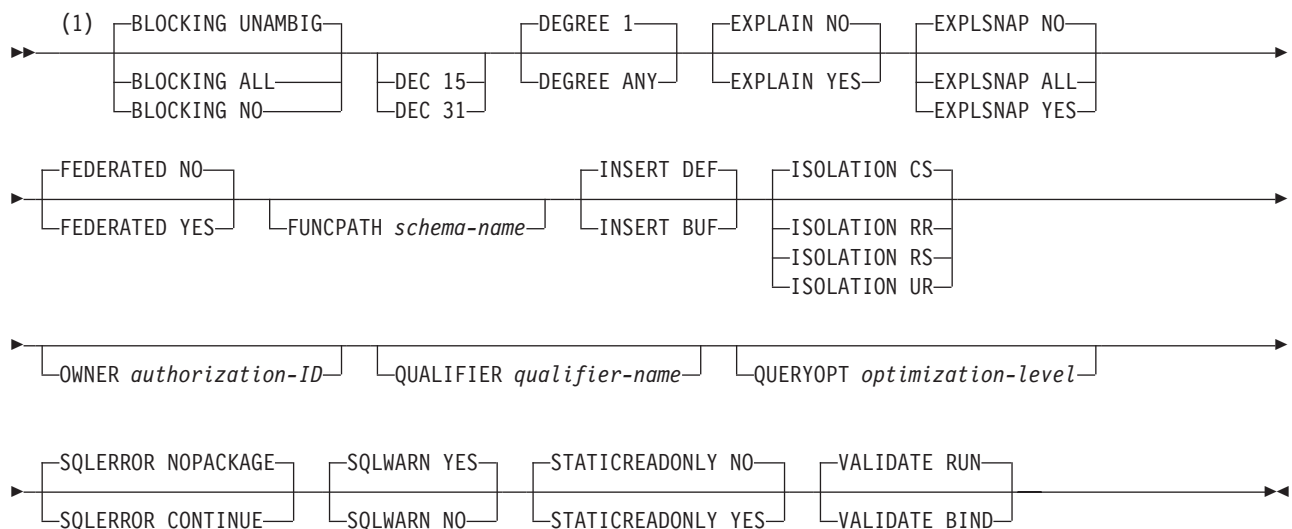 (1) BLOCKING UNAMBIG DEGREE 1 EXPLAIN NO EXPLSNAP NO
BLOCKING ALL DEC 15 DEGREE ANY EXPLAIN YES EXPLSNAP ALL
BLOCKING NO DEC 31 EXPLSNAP YES
FEDERATED NO INSERT DEF ISOLATION CS
FEDERATED YES FUNCPATH schema-name INSERT BUF ISOLATION RR
ISOLATION RS
ISOLATION UR
OWNER authorization-ID QUALIFIER qualifier-name QUERYOPT optimization-level
SQLERROR NOPACKAGE SQLWARN YES STATICREADONLY NO VALIDATE RUN
SQLERROR CONTINUE SQLWARN NO STATICREADONLY YES VALIDATE BIND